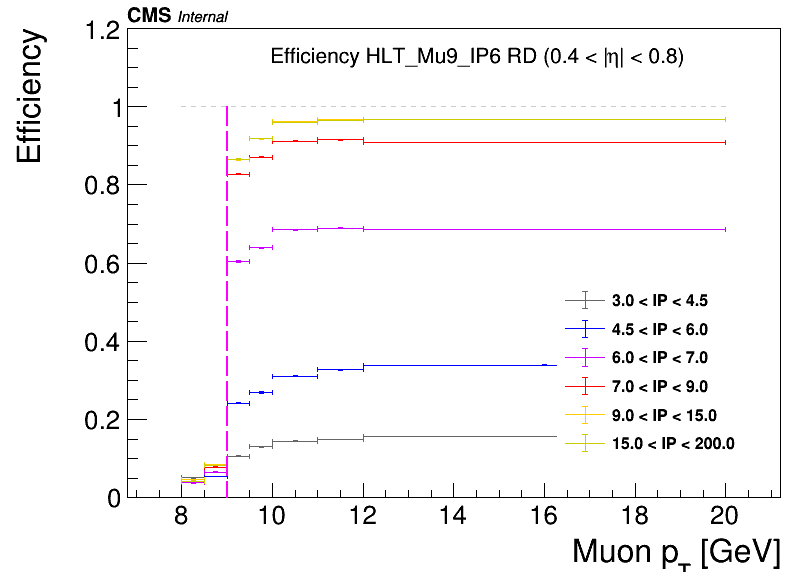 CMS Internal
Efficiency HLT_Mu9_IP6 RD (0.4 < |η| < 0.8)
Efficiency
1.2
1
0.8
0.6
0.4
0.2
0
3.0 < IP < 4.5
4.5 < IP < 6.0
6.0 < IP < 7.0
7.0 < IP < 9.0
9.0 < IP < 15.0
15.0 < IP < 200.0
8 10 12 14 16 18 20
Muon p_T [GeV]